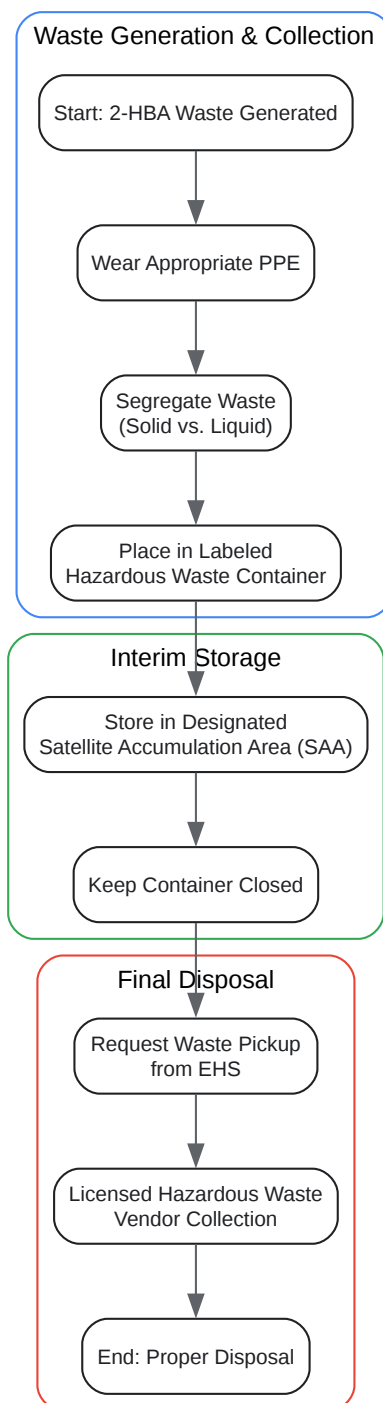 Waste Generation & Collection
Start: 2-HBA Waste Generated
Wear Appropriate PPE
Segregate Waste
(Solid vs. Liquid)
Place in Labeled
Hazardous Waste Container
Interim Storage
Store in Designated
Satellite Accumulation Area (SAA)
Keep Container Closed
Final Disposal
Request Waste Pickup
from EHS
Licensed Hazardous Waste
Vendor Collection
End: Proper Disposal